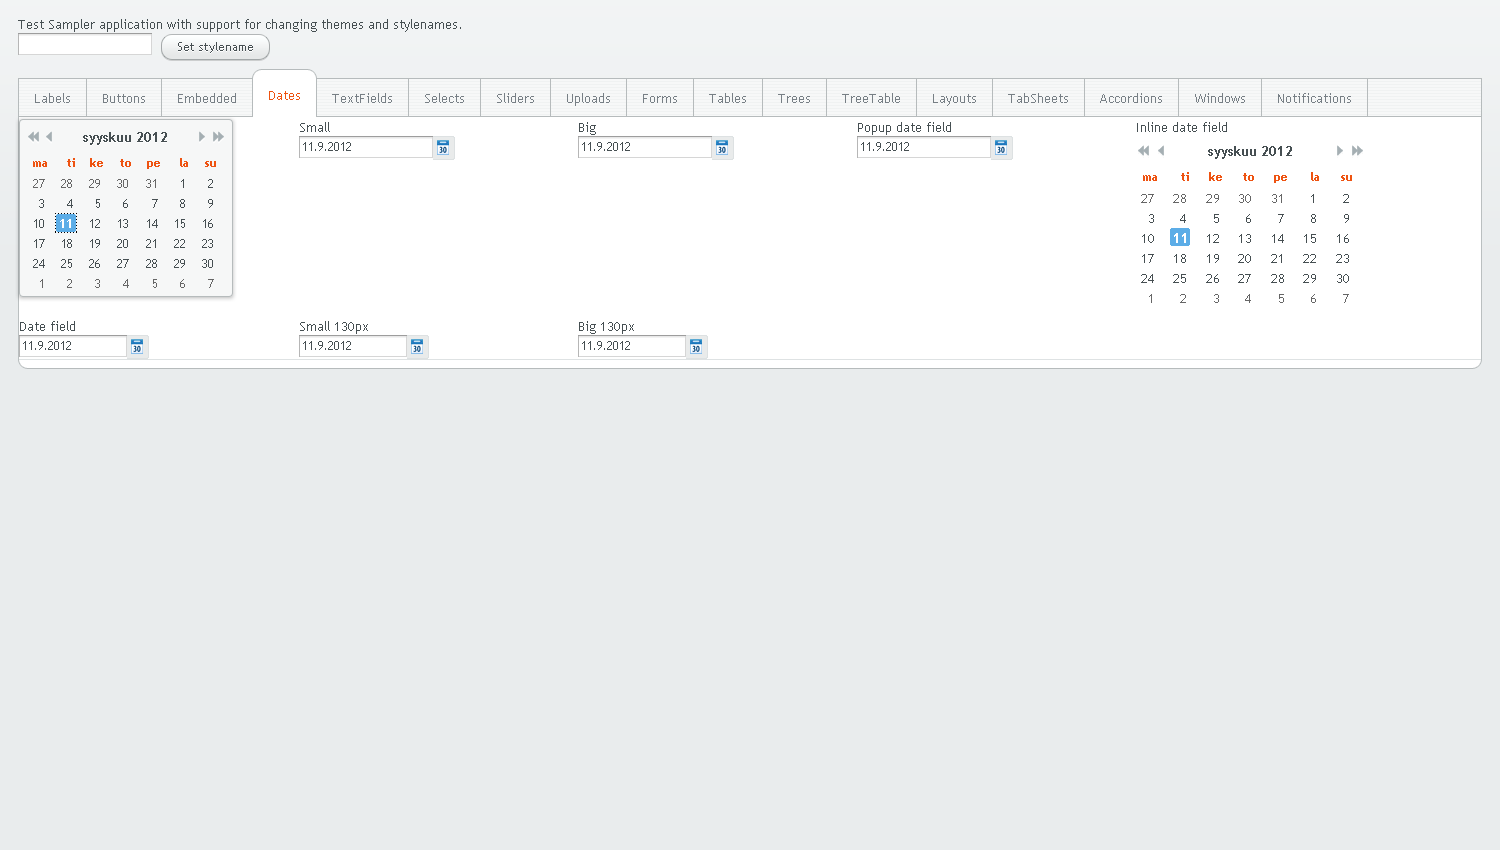 Test Sampler application with support for changing themes and stylenames.
Set stylename
Labels Buttons Embedded Dates TextFields Selects Sliders Uploads Forms Tables Trees TreeTable Layouts TabSheets Accordions Windows Notifications
syyskuu 2012
ma ti ke to pe la su
27 28 29 30 31 1 2
3 4 5 6 7 8 9
10 11 12 13 14 15 16
17 18 19 20 21 22 23
24 25 26 27 28 29 30
1 2 3 4 5 6 7
Small
11.9.2012 30
Big
11.9.2012 30
Popup date field
11.9.2012 30
Inline date field
syyskuu 2012
ma ti ke to pe la su
27 28 29 30 31 1 2
3 4 5 6 7 8 9
10 11 12 13 14 15 16
17 18 19 20 21 22 23
24 25 26 27 28 29 30
1 2 3 4 5 6 7
Date field
11.9.2012 30
Small 130px
11.9.2012 30
Big 130px
11.9.2012 30